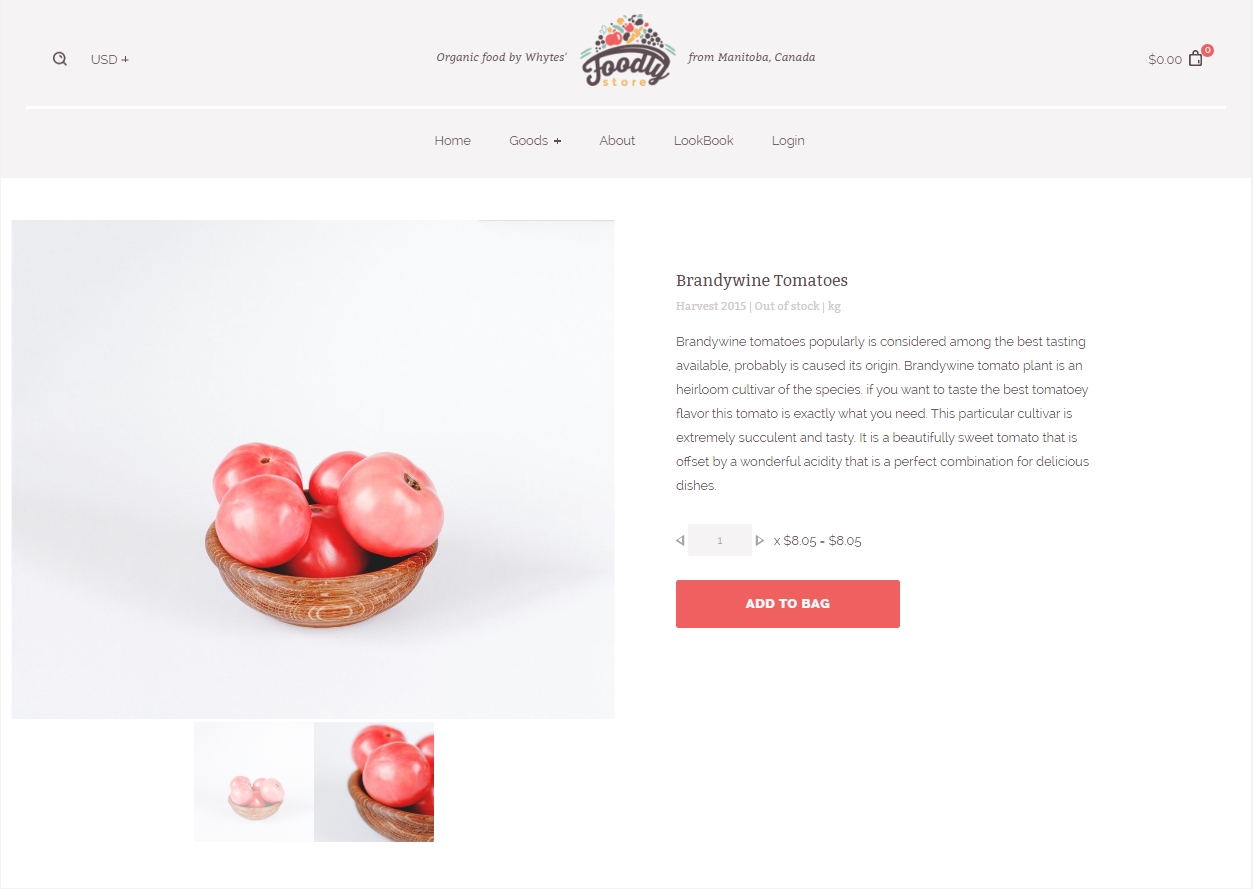 USD +
Organic food by Whytes'
Foodly
store
from Manitoba, Canada
$0.00
0
Home
Goods +
About
LookBook
Login
Brandywine Tomatoes
Harvest 2015 | Out of stock | kg
Brandywine tomatoes popularly is considered among the best tasting
available, probably is caused its origin. Brandywine tomato plant is an
heirloom cultivar of the species. if you want to taste the best tomatoey
flavor this tomato is exactly what you need. This particular cultivar is
extremely succulent and tasty. It is a beautifully sweet tomato that is
offset by a wonderful acidity that is a perfect combination for delicious
dishes.
1
x $8.05 = $8.05
ADD TO BAG